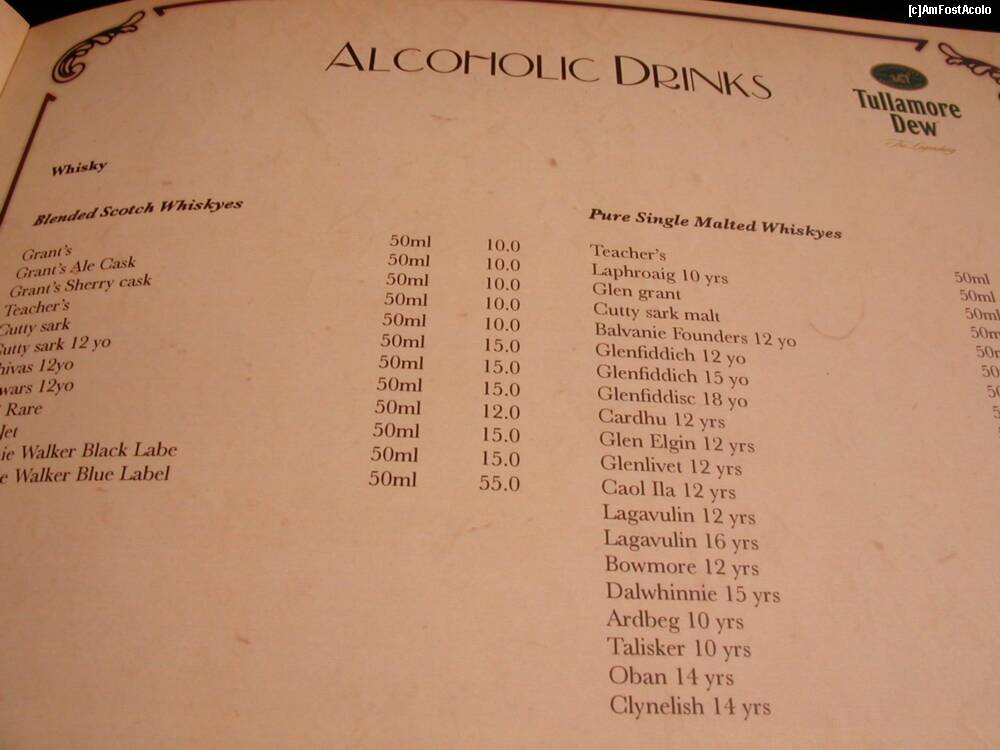 [c]AmFostAcolo
ALCOHOLIC DRINKS
Tullamore
Dew
The Legendary
Whisky
Blended Scotch Whiskyes
Grant's 50ml 10.0
Grant's Ale Cask 50ml 10.0
Grant's Sherry cask 50ml 10.0
Teacher's 50ml 10.0
Cutty sark 50ml 10.0
utty sark 12 yo 50ml 15.0
hivas 12yo 50ml 15.0
wars 12yo 50ml 15.0
Rare 50ml 12.0
Jet 50ml 15.0
ie Walker Black Labe 50ml 15.0
e Walker Blue Label 50ml 55.0
Pure Single Malted Whiskyes
Teacher's 50ml
Laphroaig 10 yrs 50ml
Glen grant 50ml
Cutty sark malt 50m
Balvanie Founders 12 yo 50
Glenfiddich 12 yo 50
Glenfiddich 15 yo 50
Glenfiddisc 18 yo 5
Cardhu 12 yrs
Glen Elgin 12 yrs
Glenlivet 12 yrs
Caol Ila 12 yrs
Lagavulin 12 yrs
Lagavulin 16 yrs
Bowmore 12 yrs
Dalwhinnie 15 yrs
Ardbeg 10 yrs
Talisker 10 yrs
Oban 14 yrs
Clynelish 14 yrs